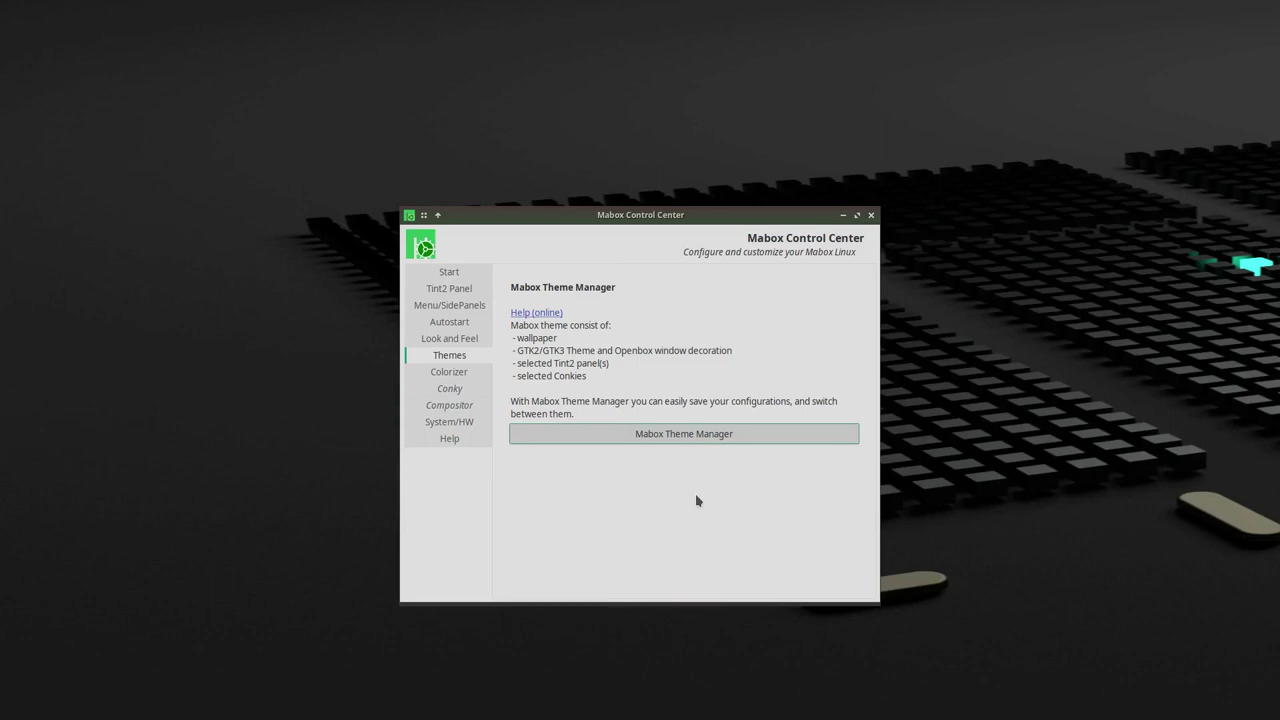 Mabox Control Center
Mabox Control Center
Configure and customize your Mabox Linux
Start
Tint2 Panel
Menu/SidePanels
Autostart
Look and Feel
Themes
Colorizer
Conky
Compositor
System/HW
Help
Mabox Theme Manager
Help (online)
Mabox theme consist of:
- wallpaper
- GTK2/GTK3 Theme and Openbox window decoration
- selected Tint2 panel(s)
- selected Conkies
With Mabox Theme Manager you can easily save your configurations, and switch
between them.
Mabox Theme Manager